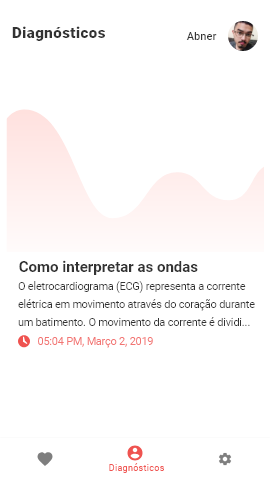 Diagnósticos
Abner
Como interpretar as ondas
O eletrocardiograma (ECG) representa a corrente
elétrica em movimento através do coração durante
um batimento. O movimento da corrente é dividi...
05:04 PM, Março 2, 2019
Diagnósticos